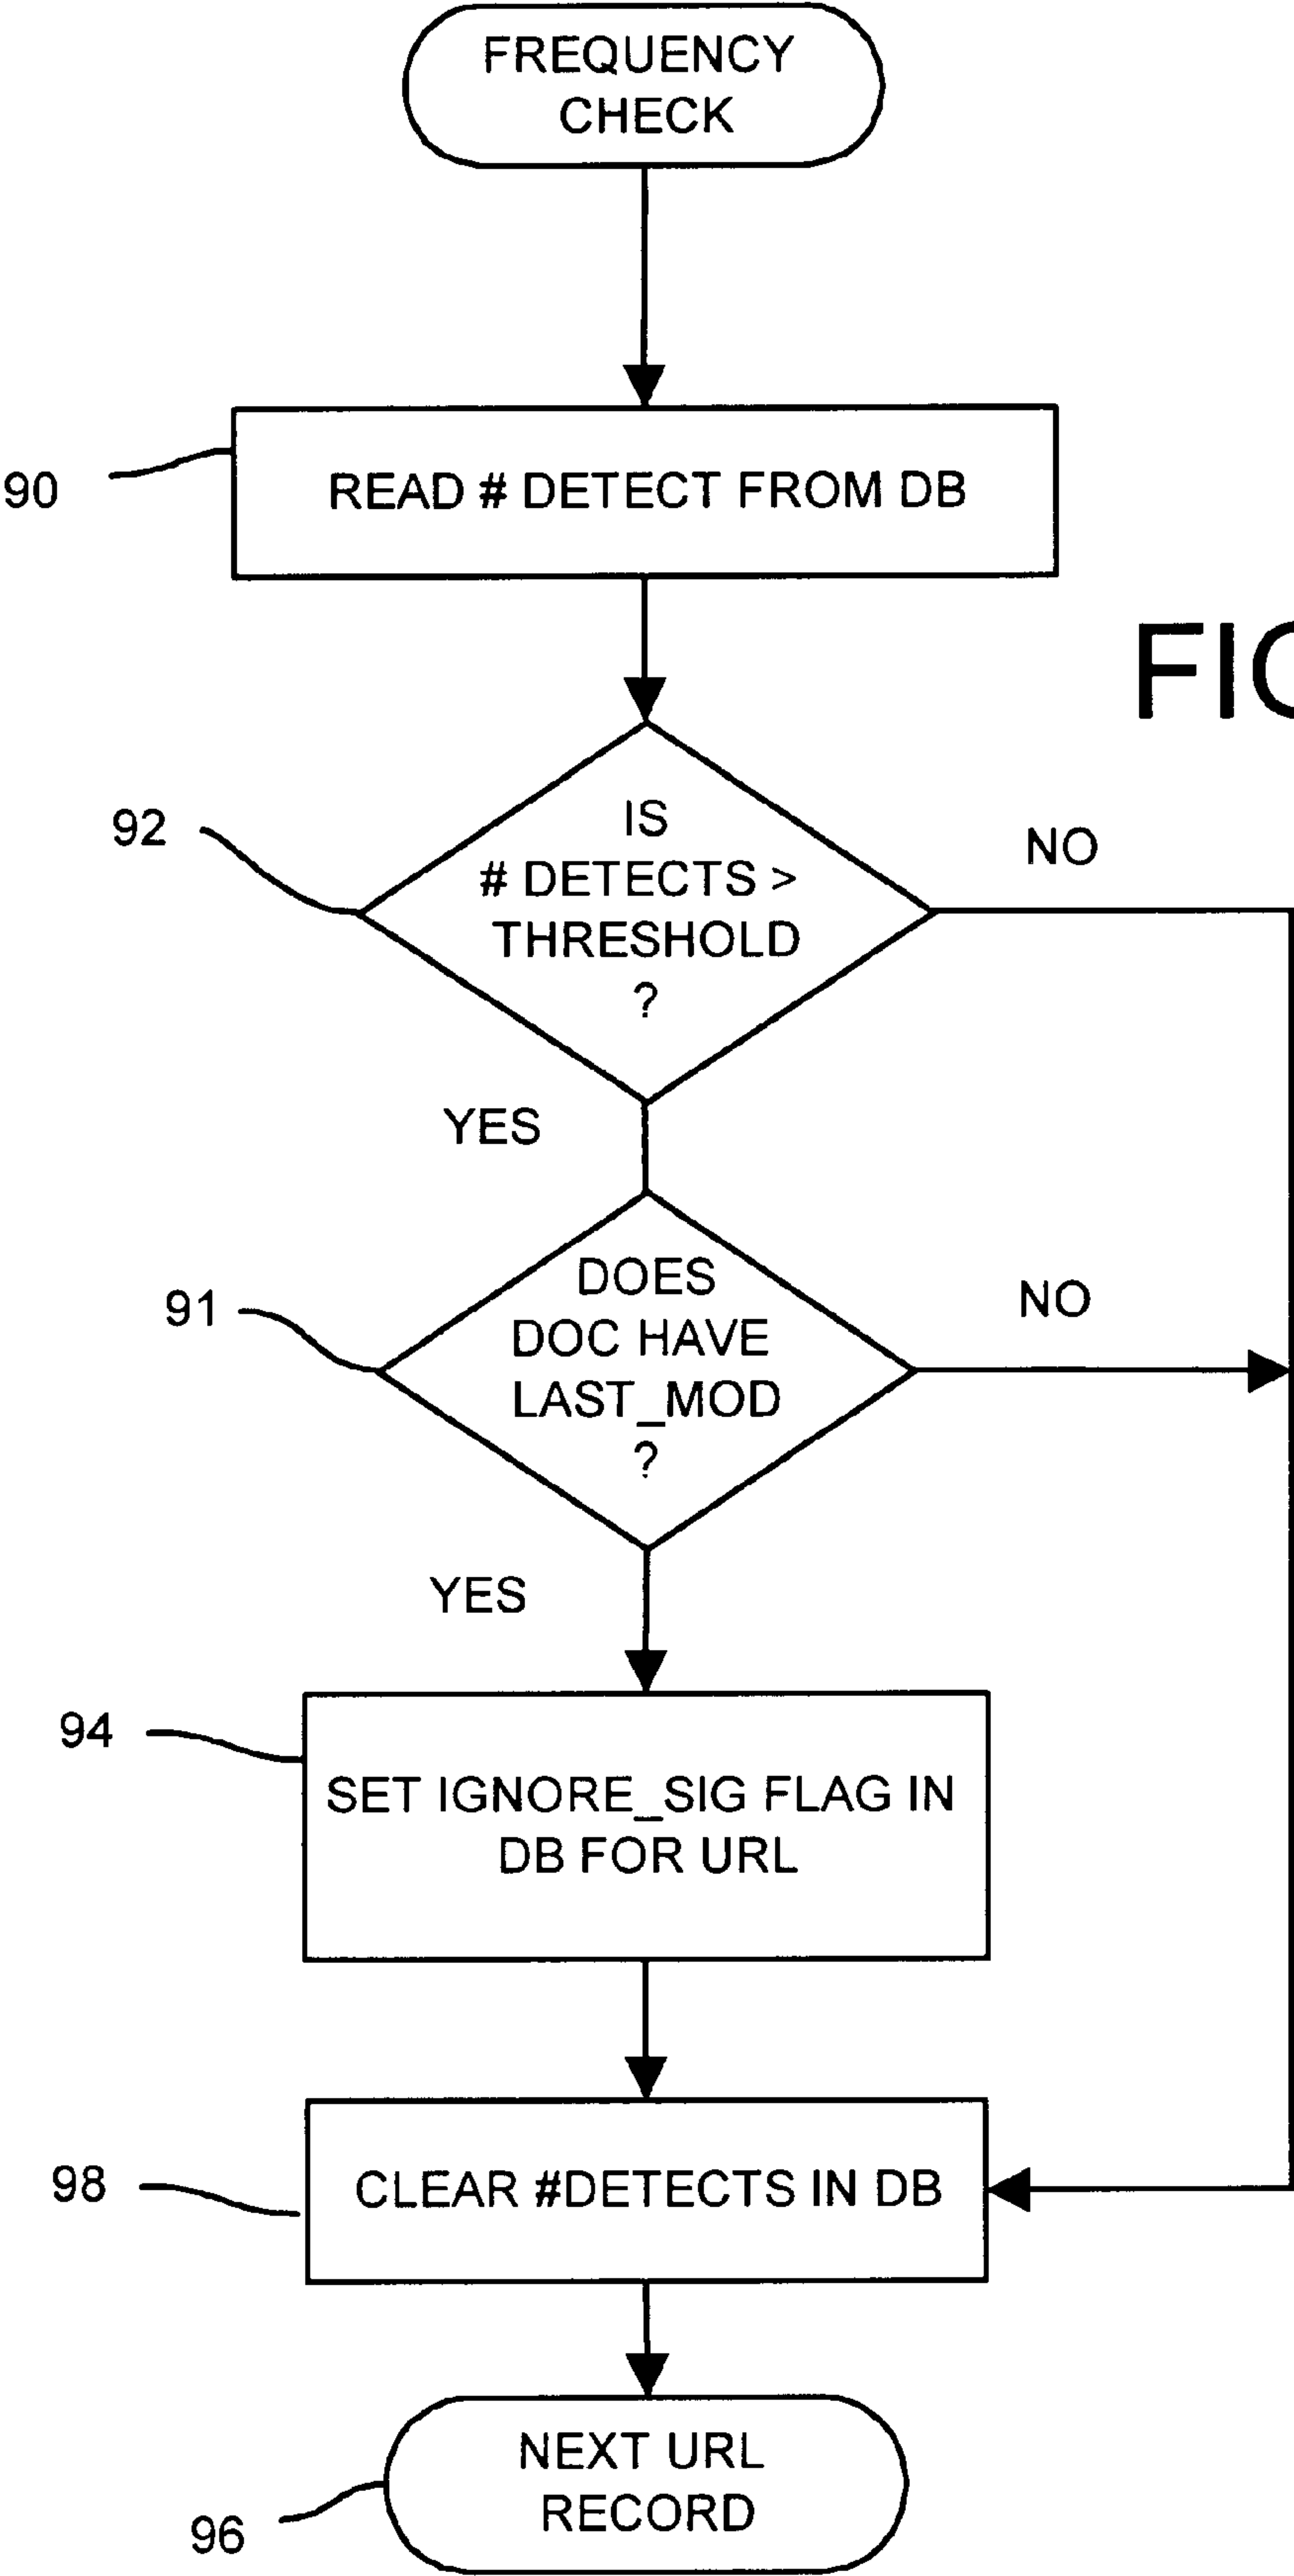 FREQUENCY
CHECK
90
READ # DETECT FROM DB
92
IS
# DETECTS >
THRESHOLD
?
NO
YES
91
DOES
DOC HAVE
LAST_MOD
?
NO
YES
94
SET IGNORE_SIG FLAG IN
DB FOR URL
98
CLEAR #DETECTS IN DB
96
NEXT URL
RECORD